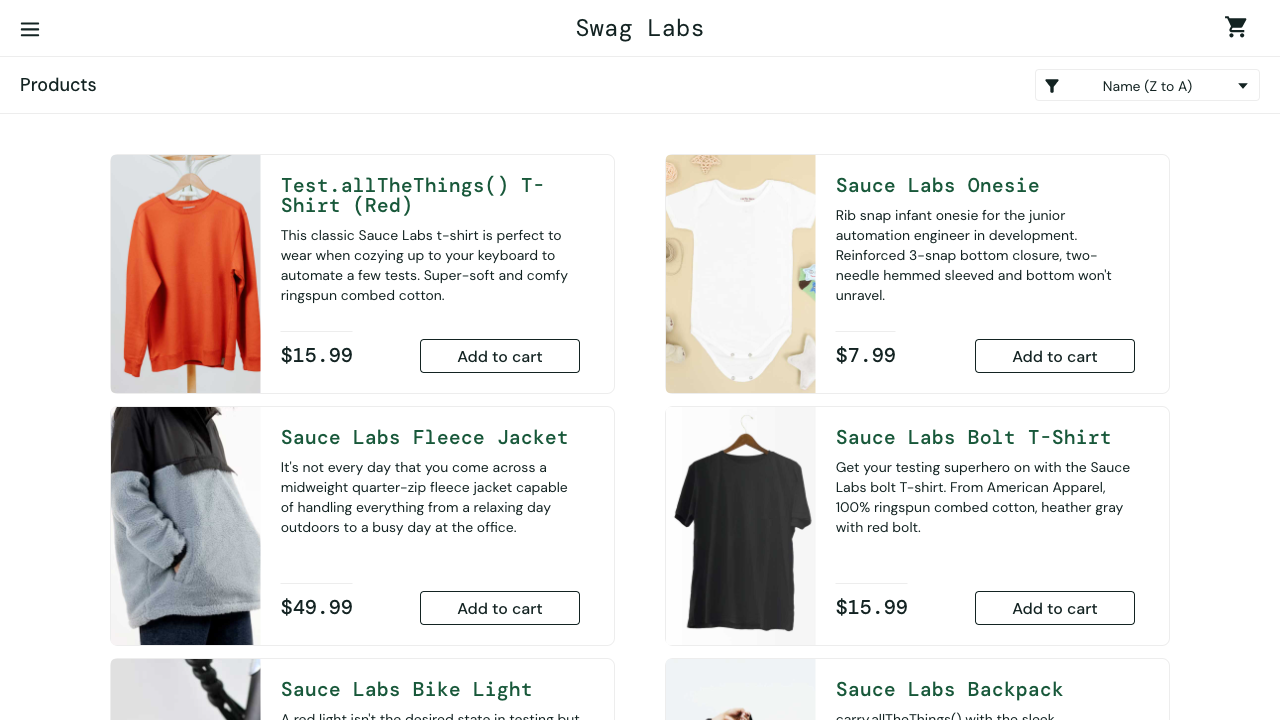 Swag Labs
Products
Name (Z to A)
Test.allTheThings() T-
Shirt (Red)
This classic Sauce Labs t-shirt is perfect to
wear when cozying up to your keyboard to
automate a few tests. Super-soft and comfy
ringspun combed cotton.
$15.99
Add to cart
Sauce Labs Onesie
Rib snap infant onesie for the junior
automation engineer in development.
Reinforced 3-snap bottom closure, two-
needle hemmed sleeved and bottom won't
unravel.
$7.99
Add to cart
Sauce Labs Fleece Jacket
It's not every day that you come across a
midweight quarter-zip fleece jacket capable
of handling everything from a relaxing day
outdoors to a busy day at the office.
$49.99
Add to cart
Sauce Labs Bolt T-Shirt
Get your testing superhero on with the Sauce
Labs bolt T-shirt. From American Apparel,
100% ringspun combed cotton, heather gray
with red bolt.
$15.99
Add to cart
Sauce Labs Bike Light
A red light isn't the desired state in testing but
Sauce Labs Backpack
carry.allTheThings() with the sleek,